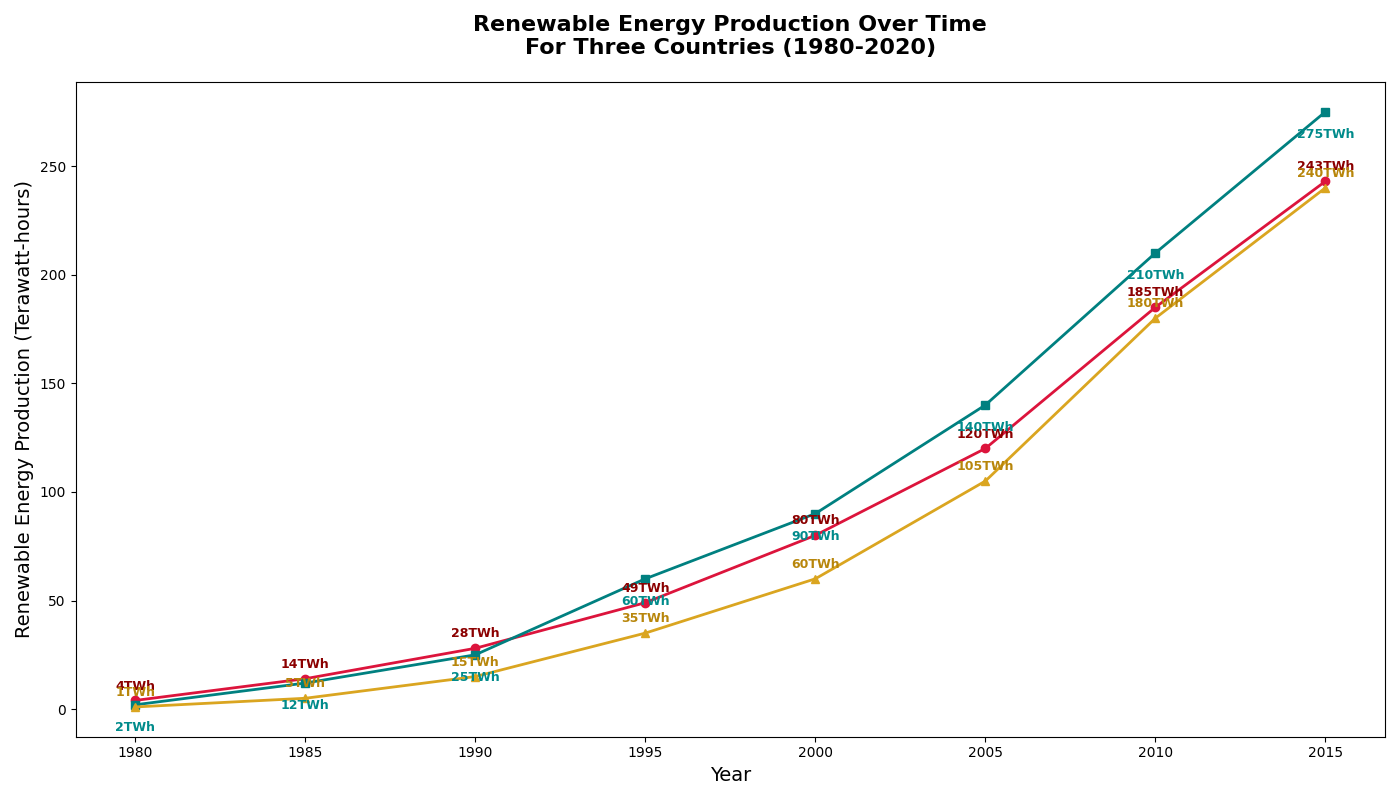 Renewable Energy Production Over Time
For Three Countries (1980-2020)
Renewable Energy Production (Terawatt-hours)
250
200
150
100
50
0
275TWh
243TWh
240TWh
210TWh
185TWh
180TWh
140TWh
120TWh
105TWh
80TWh
90TWh
60TWh
49TWh
60TWh
35TWh
28TWh
15TWh
25TWh
14TWh
5TWh
12TWh
4TWh
1TWh
2TWh
1980 1985 1990 1995 2000 2005 2010 2015
Year